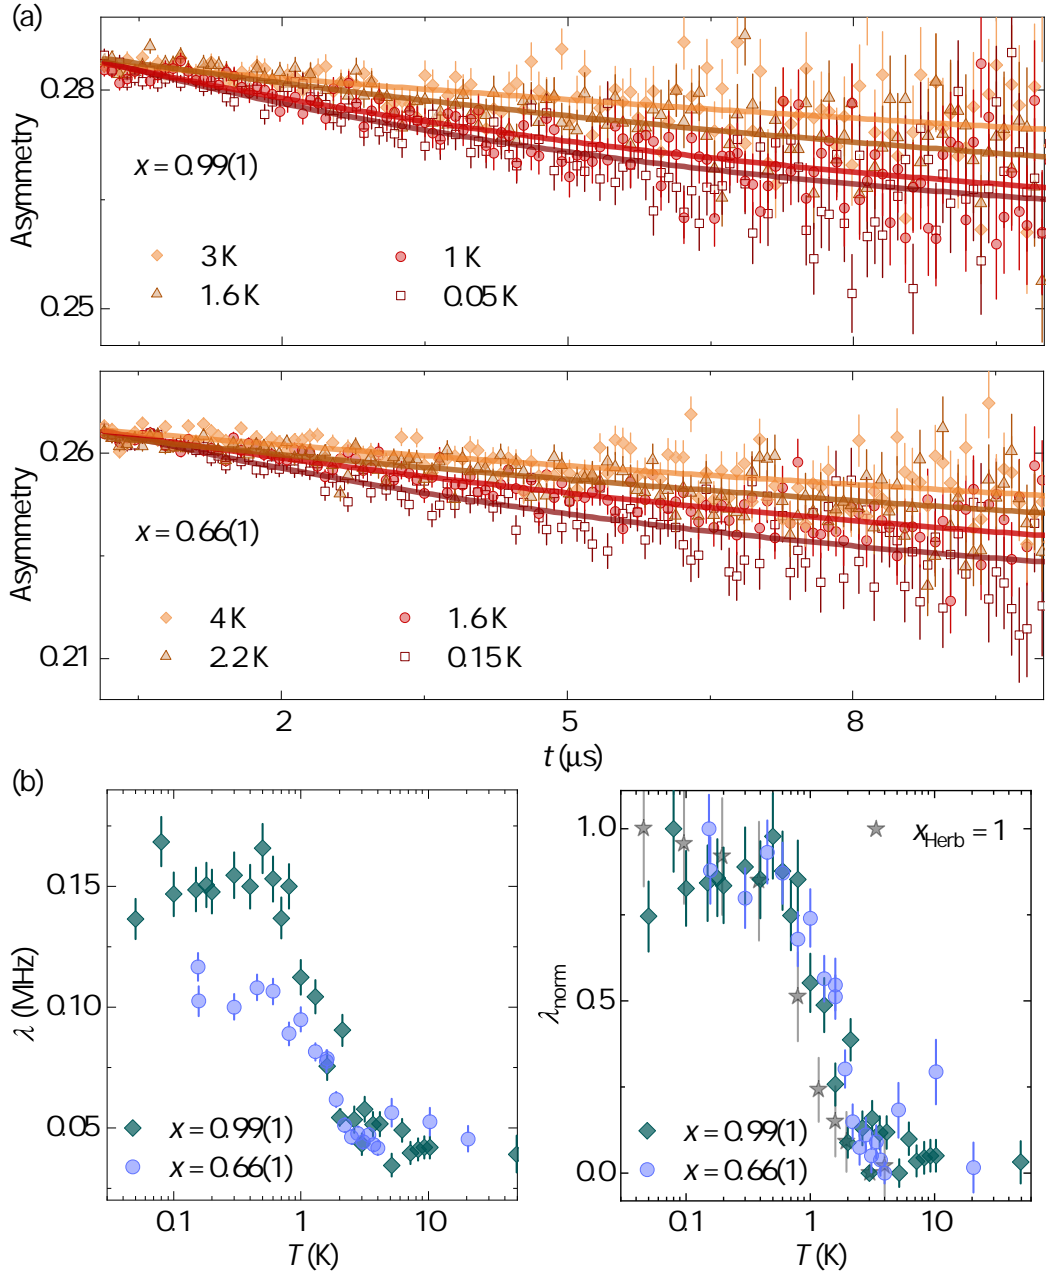 (a)
0.28
Asymmetry
x = 0.99(1)
3 K
1 K
1.6 K
0.05 K
0.25
0.26
Asymmetry
x = 0.66(1)
4 K
1.6 K
2.2 K
0.15 K
0.21
2 5 8
t (μs)
(b)
0.15
0.10
0.05
λ (MHz)
x = 0.99(1)
x = 0.66(1)
0.1 1 10
T (K)
1.0
0.5
0.0
λnorm
xHerb = 1
x = 0.99(1)
x = 0.66(1)
0.1 1 10
T (K)